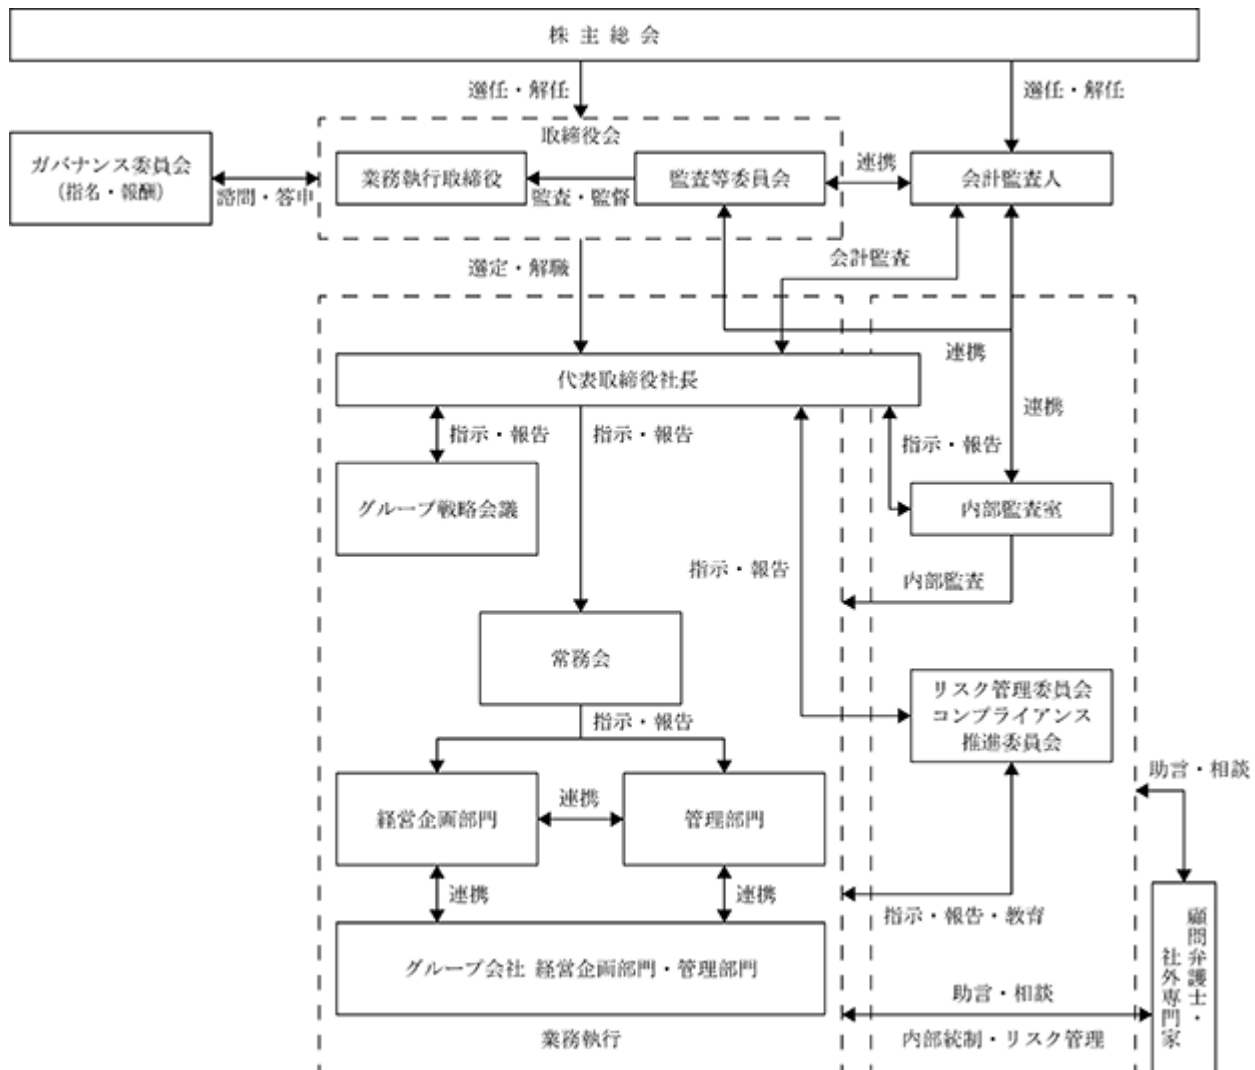 株主総会
選任・解任
選任・解任
取締役会
ガバナンス委員会
(指名・報酬)
諮問・答申
業務執行取締役
監査・監督
監査等委員会
連携
会計監査人
選定・解職
会計監査
連携
代表取締役社長
連携
指示・報告
指示・報告
指示・報告
グループ戦略会議
内部監査室
指示・報告
内部監査
常務会
リスク管理委員会
コンプライアンス
推進委員会
指示・報告
助言・相談
経営企画部門
連携
管理部門
連携
連携
指示・報告・教育
グループ会社 経営企画部門・管理部門
助言・相談
顧問弁護士・
社外専門家
業務執行
内部統制・リスク管理